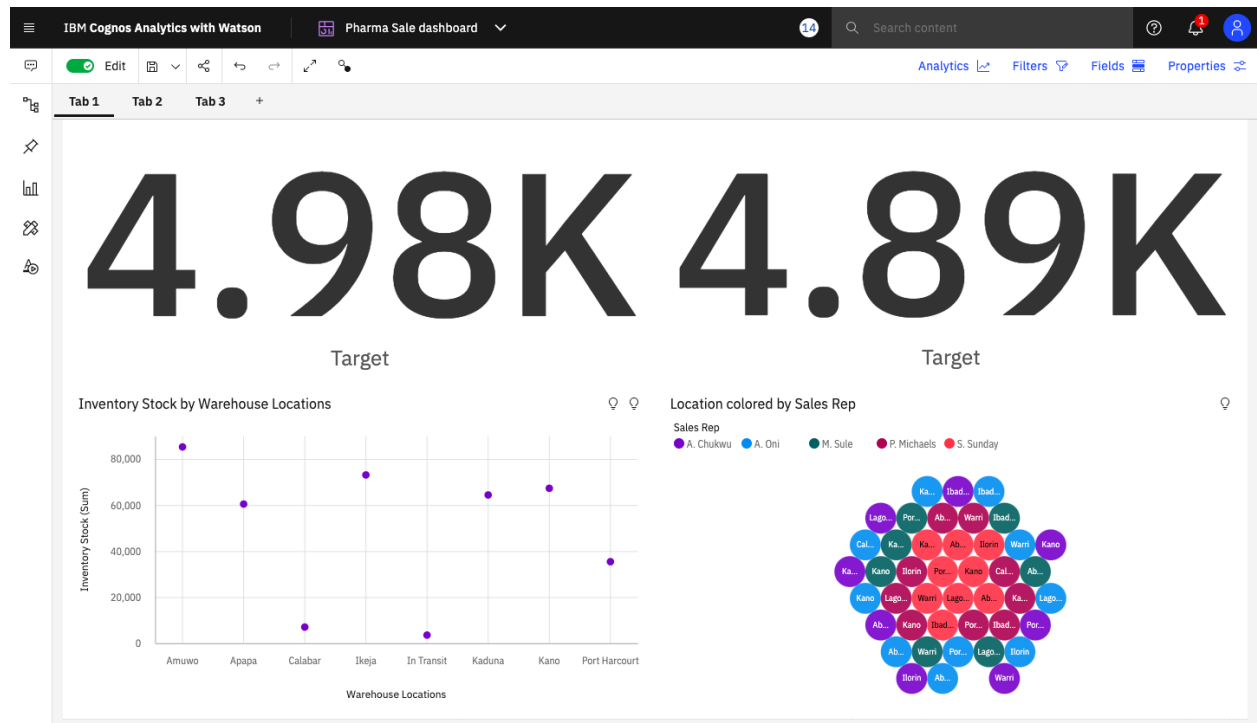 IBM Cognos Analytics with Watson
Pharma Sale dashboard
14
Search content
1
Edit
Analytics
Filters
Fields
Properties
Tab 1
Tab 2
Tab 3
+
4.98K
Target
4.89K
Target
Inventory Stock by Warehouse Locations
Inventory Stock (Sum)
80,000
60,000
40,000
20,000
0
Amuwo
Apapa
Calabar
Ikeja
In Transit
Kaduna
Kano
Port Harcourt
Warehouse Locations
Location colored by Sales Rep
Sales Rep
A. Chukwu
A. Oni
M. Sule
P. Michaels
S. Sunday
Ka... Ibad... Ibad...
Lago... Por... Ab... Warri Ibad...
Cal... Ka... Ka... Ab... Ilorin Warri Kano
Ka... Kano Ilorin Por... Kano Cal... Ab...
Kano Lago... Warri Lago... Ab... Ka... Lago...
Ab... Kano Ibad... Por... Ibad... Por...
Ab... Warri Por... Lago... Ilorin
Ilorin Ab... Warri